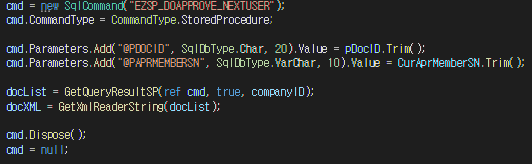 cmd = new SqlCommand("EZSP_DOAPPROVE_NEXTUSER");
cmd.CommandType = CommandType.StoredProcedure;
cmd.Parameters.Add("@PDOCID", SqlDbType.Char, 20).Value = pDocID.Trim();
cmd.Parameters.Add("@PAPRMEMBERSN", SqlDbType.VarChar, 10).Value = CurAprMemberSN.Trim();
docList = GetQueryResultSP(ref cmd, true, companyID);
docXML = GetXmlReaderString(docList);
cmd.Dispose();
cmd = null;